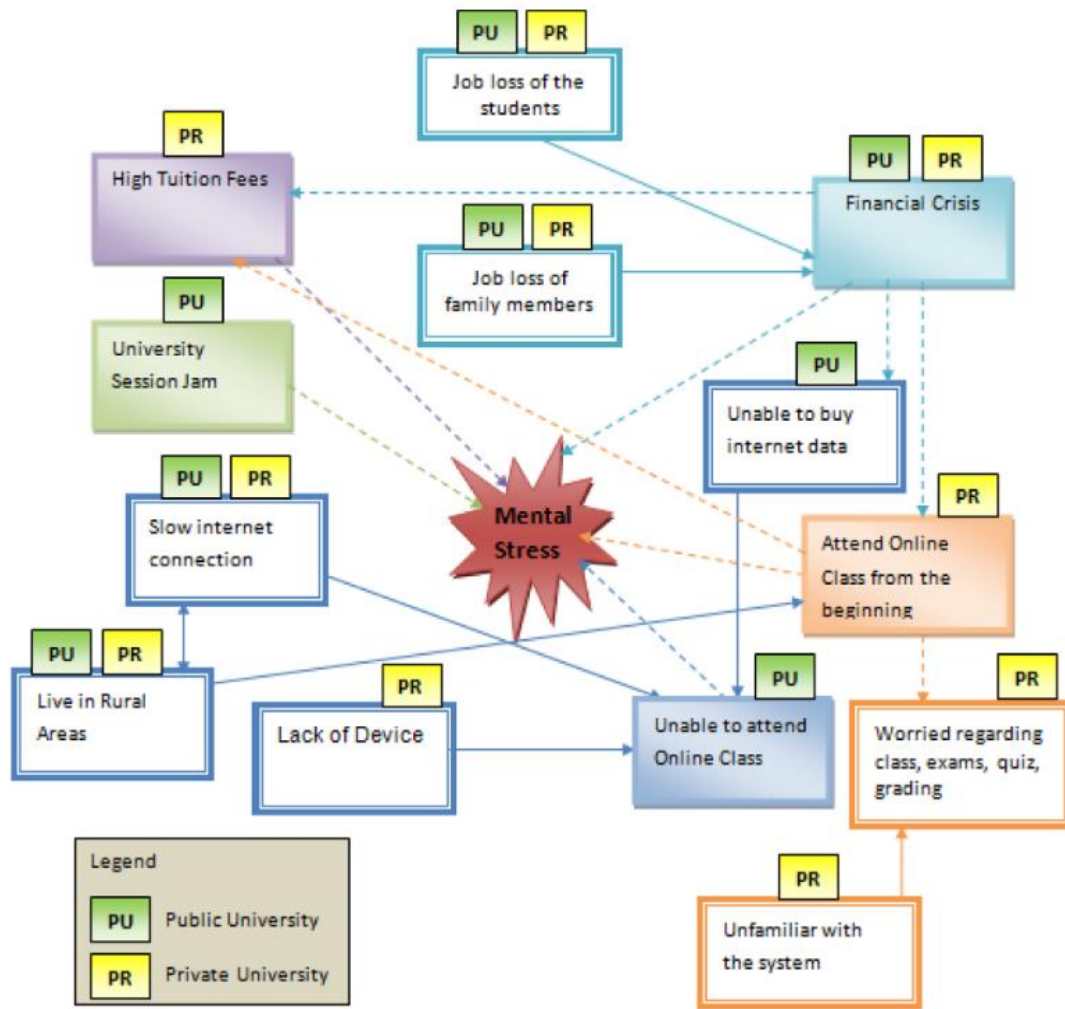 PU PR
Job loss of the
students
PR
High Tuition Fees
PU PR
Financial Crisis
PU PR
Job loss of
family members
PU
University
Session Jam
PU
Unable to buy
internet data
PU PR
Slow internet
connection
Mental
Stress
PR
Attend Online
Class from the
beginning
PU PR
Live in Rural
Areas
PR
Lack of Device
PU
Unable to attend
Online Class
PR
Worried regarding
class, exams, quiz,
grading
PR
Unfamiliar with
the system
Legend
PU Public University
PR Private University